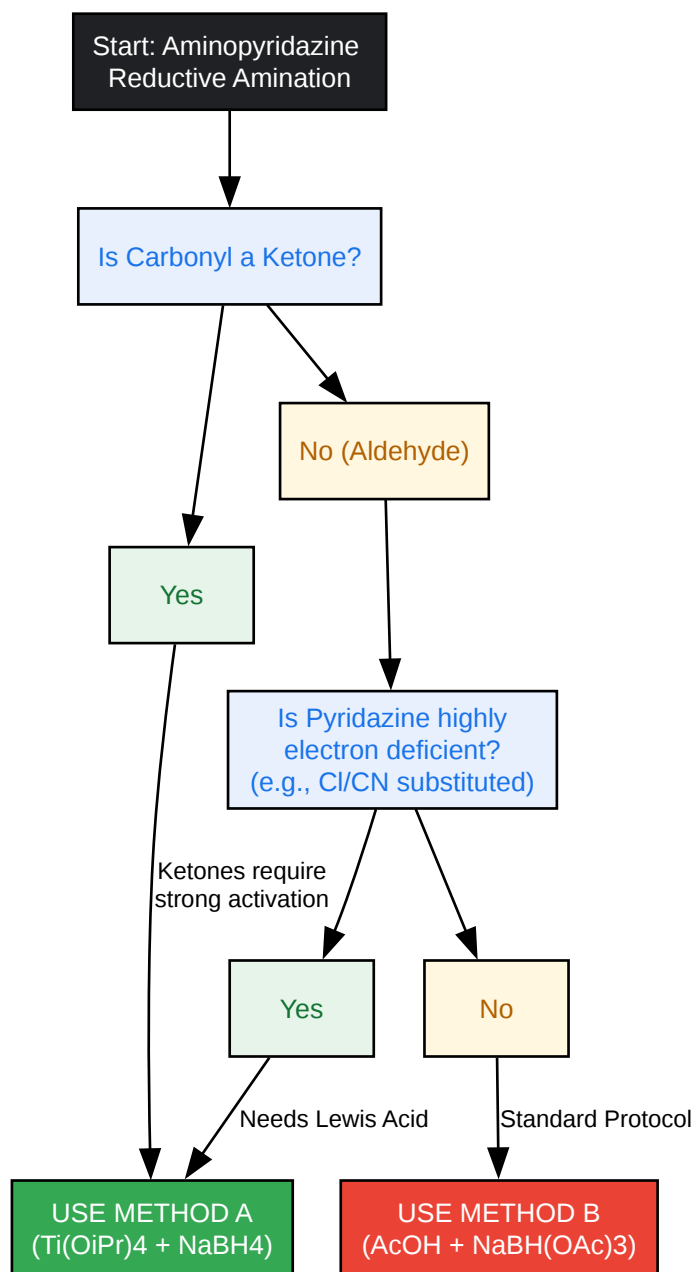 Start: Aminopyridazine
Reductive Amination
Is Carbonyl a Ketone?
No (Aldehyde)
Yes
Is Pyridazine highly
electron deficient?
(e.g., Cl/CN substituted)
Ketones require
strong activation
Yes
No
Needs Lewis Acid
Standard Protocol
USE METHOD A
(Ti(OiPr)4 + NaBH4)
USE METHOD B
(AcOH + NaBH(OAc)3)